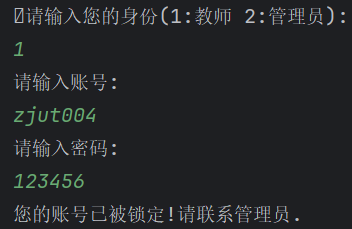 请输入您的身份(1:教师 2:管理员):
1
请输入账号:
zjut004
请输入密码:
123456
您的账号已被锁定!请联系管理员.